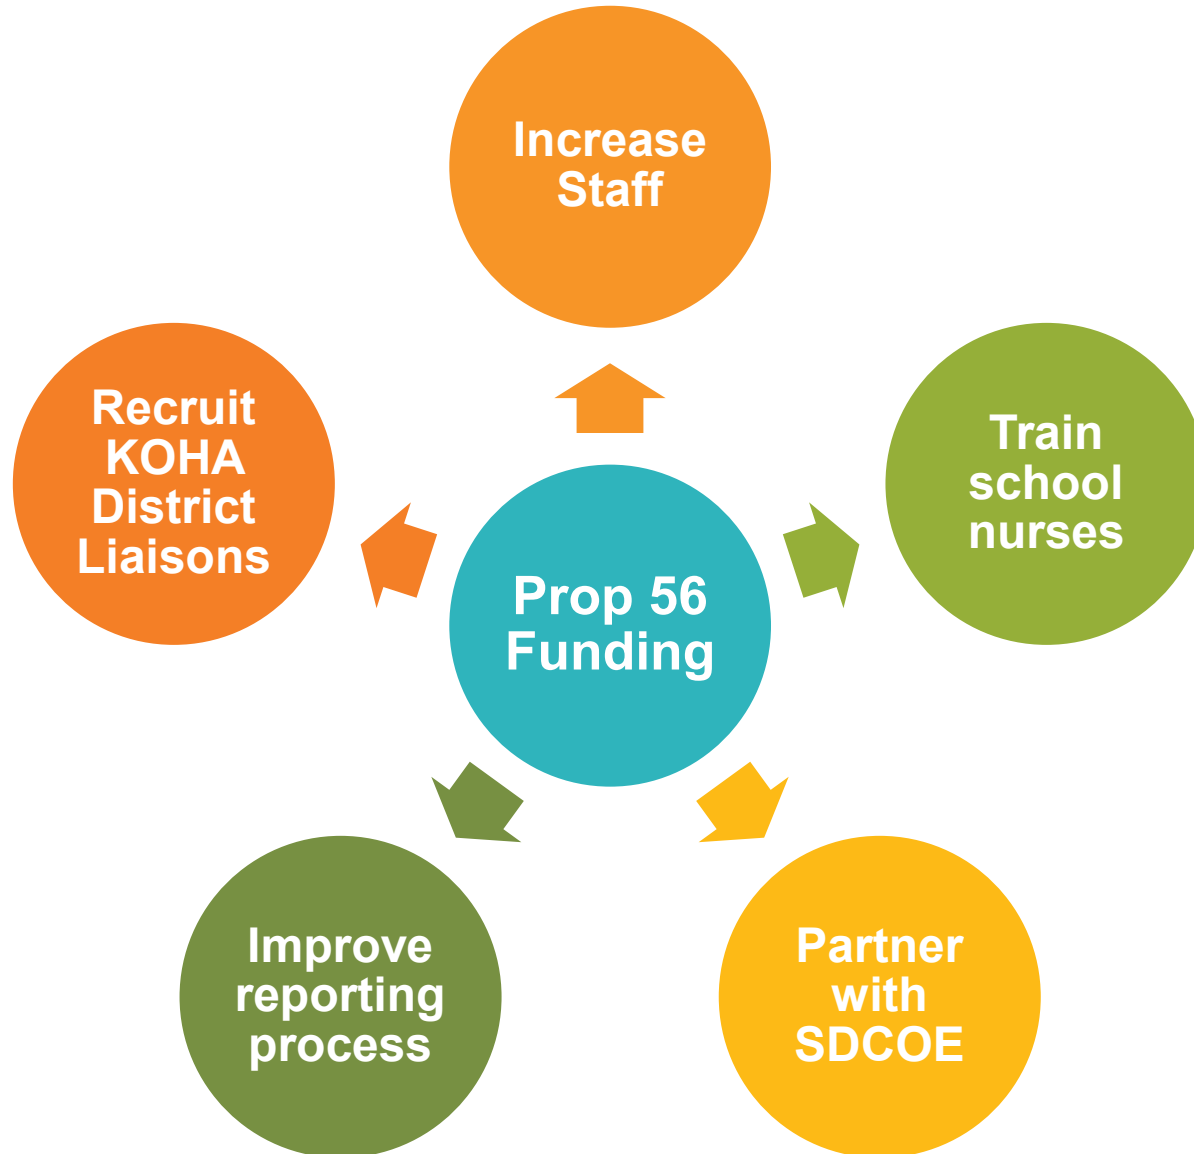 Increase
Staff
Recruit
KOHA
District
Liaisons
Train
school
nurses
Prop 56
Funding
Improve
reporting
process
Partner
with
SDCOE